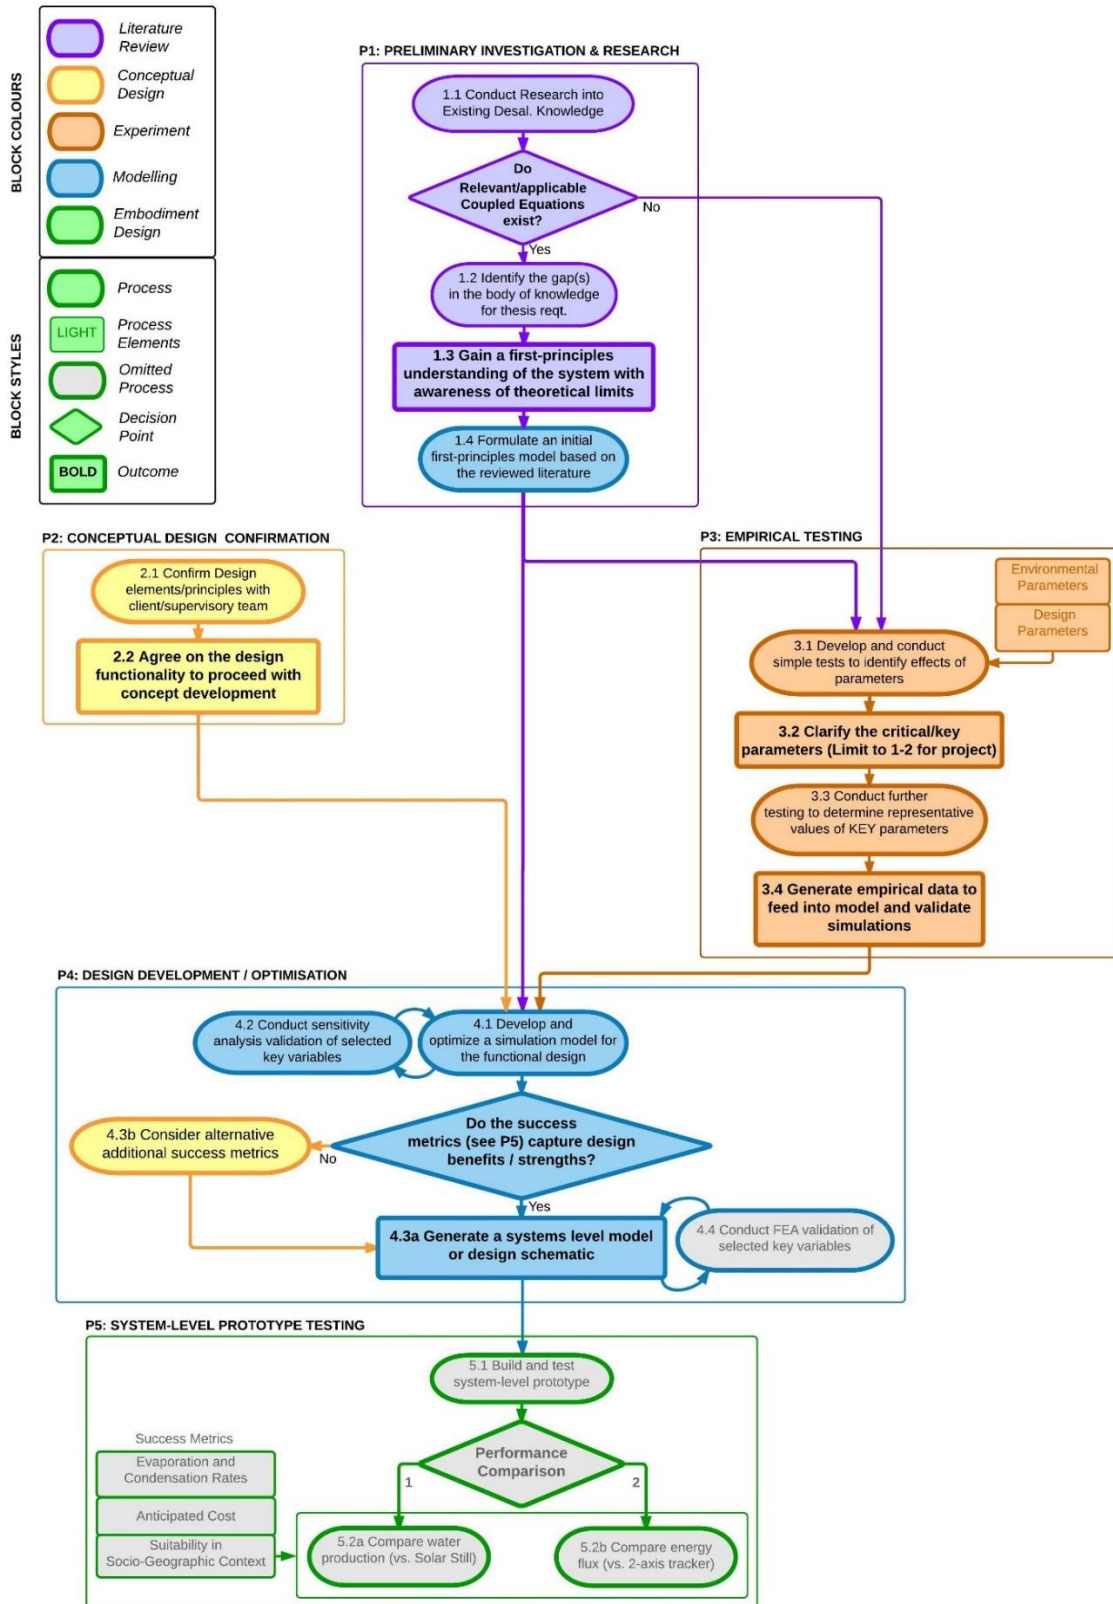 BLOCK COLOURS
Literature
Review
Conceptual
Design
Experiment
Modelling
Embodiment
Design
BLOCK STYLES
Process
LIGHT
Process
Elements
Omitted
Process
Decision
Point
BOLD
Outcome
P1: PRELIMINARY INVESTIGATION & RESEARCH
1.1 Conduct Research into
Existing Desal. Knowledge
Do
Relevant/applicable
Coupled Equations
exist?
No
Yes
1.2 Identify the gap(s)
in the body of knowledge
for thesis reqt.
1.3 Gain a first-principles
understanding of the system with
awareness of theoretical limits
1.4 Formulate an initial
first-principles model based on
the reviewed literature
P2: CONCEPTUAL DESIGN CONFIRMATION
2.1 Confirm Design
elements/principles with
client/supervisory team
2.2 Agree on the design
functionality to proceed with
concept development
P3: EMPIRICAL TESTING
Environmental
Parameters
Design
Parameters
3.1 Develop and conduct
simple tests to identify effects of
parameters
3.2 Clarify the critical/key
parameters (Limit to 1-2 for project)
3.3 Conduct further
testing to determine representative
values of KEY parameters
3.4 Generate empirical data to
feed into model and validate
simulations
P4: DESIGN DEVELOPMENT / OPTIMISATION
4.2 Conduct sensitivity
analysis validation of selected
key variables
4.1 Develop and
optimize a simulation model for
the functional design
Do the success
metrics (see P5) capture design
benefits / strengths?
No
Yes
4.3b Consider alternative
additional success metrics
4.3a Generate a systems level model
or design schematic
4.4 Conduct FEA validation of
selected key variables
P5: SYSTEM-LEVEL PROTOTYPE TESTING
5.1 Build and test
system-level prototype
Performance
Comparison
1
2
Success Metrics
Evaporation and
Condensation Rates
Anticipated Cost
Suitability in
Socio-Geographic Context
5.2a Compare water
production (vs. Solar Still)
5.2b Compare energy
flux (vs. 2-axis tracker)